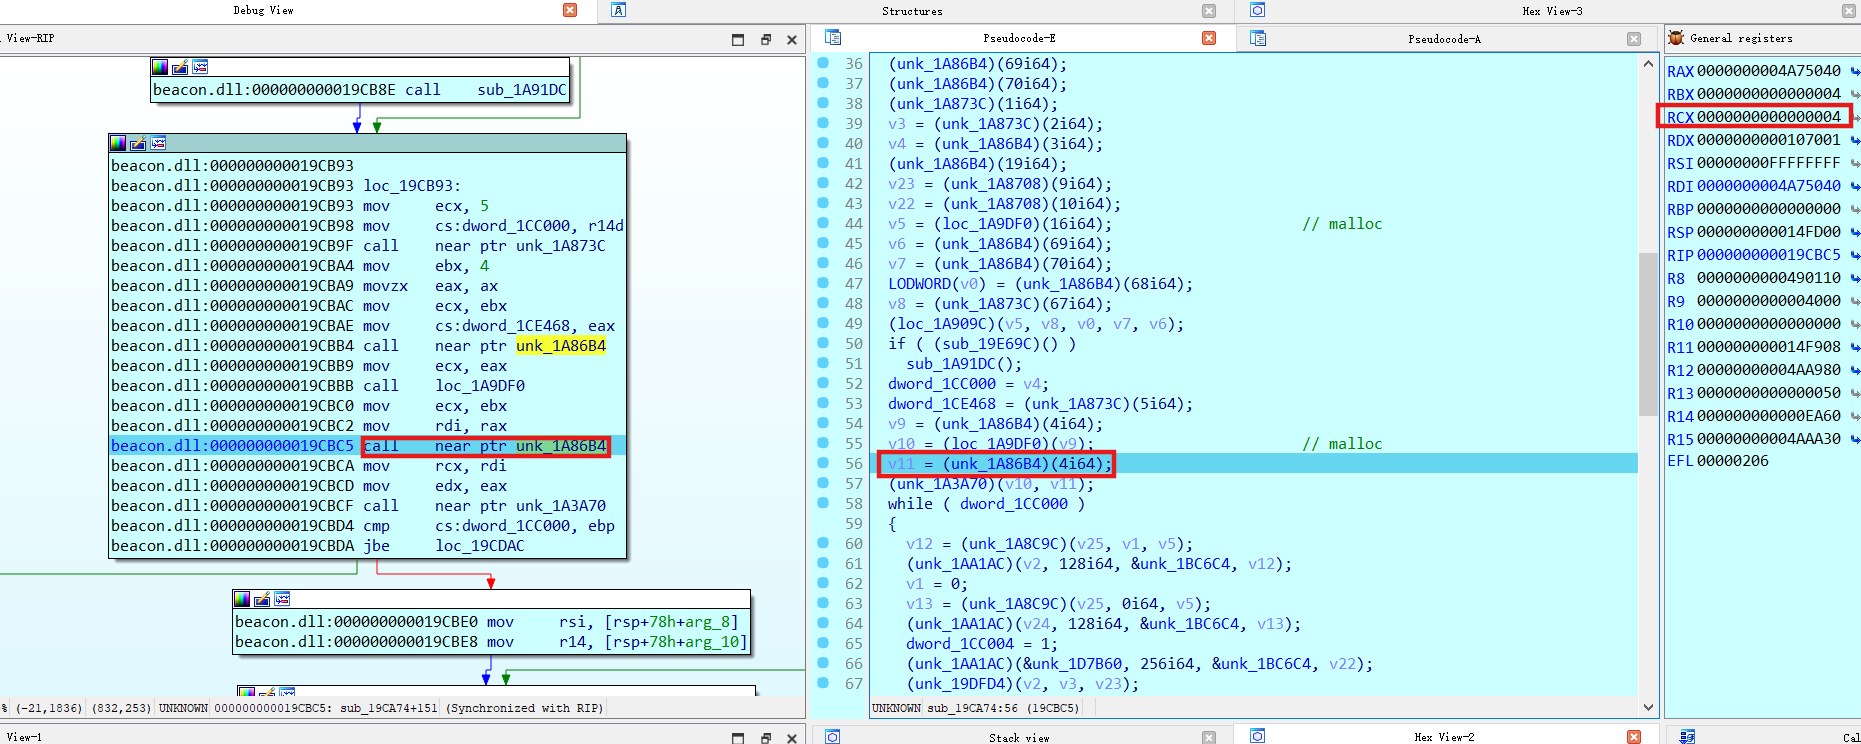 Debug View
Structures
Hex View-3
View-RIP
Pseudocode-E
Pseudocode-A
General registers
beacon.dll:000000000019CB8E call sub_1A91DC
beacon.dll:000000000019CB93
beacon.dll:000000000019CB93 loc_19CB93:
beacon.dll:000000000019CB93 mov ecx, 5
beacon.dll:000000000019CB98 mov cs:dword_1CC000, r14d
beacon.dll:000000000019CB9F call near ptr unk_1A873C
beacon.dll:000000000019CBA4 mov ebx, 4
beacon.dll:000000000019CBA9 movzx eax, ax
beacon.dll:000000000019CBAC mov ecx, ebx
beacon.dll:000000000019CBAE mov cs:dword_1CE468, eax
beacon.dll:000000000019CBB4 call near ptr unk_1A86B4
beacon.dll:000000000019CBB9 mov ecx, eax
beacon.dll:000000000019CBBB call loc_1A9DF0
beacon.dll:000000000019CBC0 mov ecx, ebx
beacon.dll:000000000019CBC2 mov rdi, rax
beacon.dll:000000000019CBC5 call near ptr unk_1A86B4
beacon.dll:000000000019CBCA mov rcx, rdi
beacon.dll:000000000019CBCD mov edx, eax
beacon.dll:000000000019CBCF call near ptr unk_1A3A70
beacon.dll:000000000019CBD4 cmp cs:dword_1CC000, ebp
beacon.dll:000000000019CBDA jbe loc_19CDAC
beacon.dll:000000000019CBE0 mov rsi, [rsp+78h+arg_8]
beacon.dll:000000000019CBE8 mov r14, [rsp+78h+arg_10]
% (-21,1836) (832,253) UNKNOWN 000000000019CBC5: sub_19CA74+151 (Synchronized with RIP)
36 (unk_1A86B4)(69i64);
37 (unk_1A86B4)(70i64);
38 (unk_1A873C)(1i64);
39 v3 = (unk_1A873C)(2i64);
40 v4 = (unk_1A86B4)(3i64);
41 (unk_1A86B4)(19i64);
42 v23 = (unk_1A8708)(9i64);
43 v22 = (unk_1A8708)(10i64);
44 v5 = (loc_1A9DF0)(16i64); // malloc
45 v6 = (unk_1A86B4)(69i64);
46 v7 = (unk_1A86B4)(70i64);
47 LODWORD(v0) = (unk_1A86B4)(68i64);
48 v8 = (unk_1A873C)(67i64);
49 (loc_1A909C)(v5, v8, v0, v7, v6);
50 if ( (sub_19E69C)() )
51 sub_1A91DC();
52 dword_1CC000 = v4;
53 dword_1CE468 = (unk_1A873C)(5i64);
54 v9 = (unk_1A86B4)(4i64);
55 v10 = (loc_1A9DF0)(v9); // malloc
56 v11 = (unk_1A86B4)(4i64);
57 (unk_1A3A70)(v10, v11);
58 while ( dword_1CC000 )
59 {
60 v12 = (unk_1A8C9C)(v25, v1, v5);
61 (unk_1AA1AC)(v2, 128i64, &unk_1BC6C4, v12);
62 v1 = 0;
63 v13 = (unk_1A8C9C)(v25, 0i64, v5);
64 (unk_1AA1AC)(v24, 128i64, &unk_1BC6C4, v13);
65 dword_1CC004 = 1;
66 (unk_1AA1AC)(&unk_1D7B60, 256i64, &unk_1BC6C4, v22);
67 (unk_19DFD4)(v2, v3, v23);
UNKNOWN sub_19CA74:56 (19CBC5)
RAX 0000000004A75040
RBX 0000000000000004
RCX 0000000000000004
RDX 0000000000107001
RSI 00000000FFFFFFFF
RDI 0000000004A75040
RBP 0000000000000000
RSP 000000000014FD00
RIP 000000000019CBC5
R8 0000000000490110
R9 0000000000004000
R10 0000000000000000
R11 000000000014F908
R12 00000000004AA980
R13 0000000000000050
R14 000000000000EA60
R15 00000000004AAA30
EFL 00000206
View-1
Stack view
Hex View-2
Cal